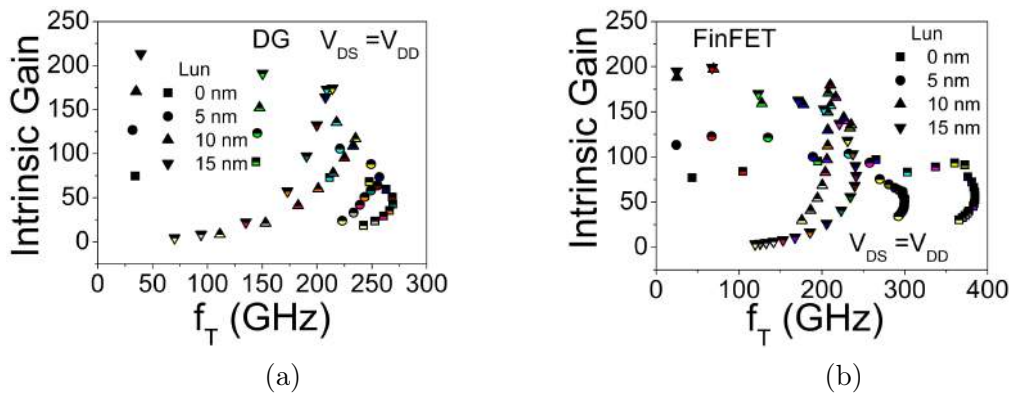 Intrinsic Gain
250
200
150
100
50
0
DG V_DS =V_DD
Lun
0 nm
5 nm
10 nm
15 nm
0 50 100 150 200 250 300
f_T (GHz)
(a)
Intrinsic Gain
250
200
150
100
50
0
FinFET
Lun
0 nm
5 nm
10 nm
15 nm
V_DS =V_DD
0 100 200 300 400
f_T (GHz)
(b)